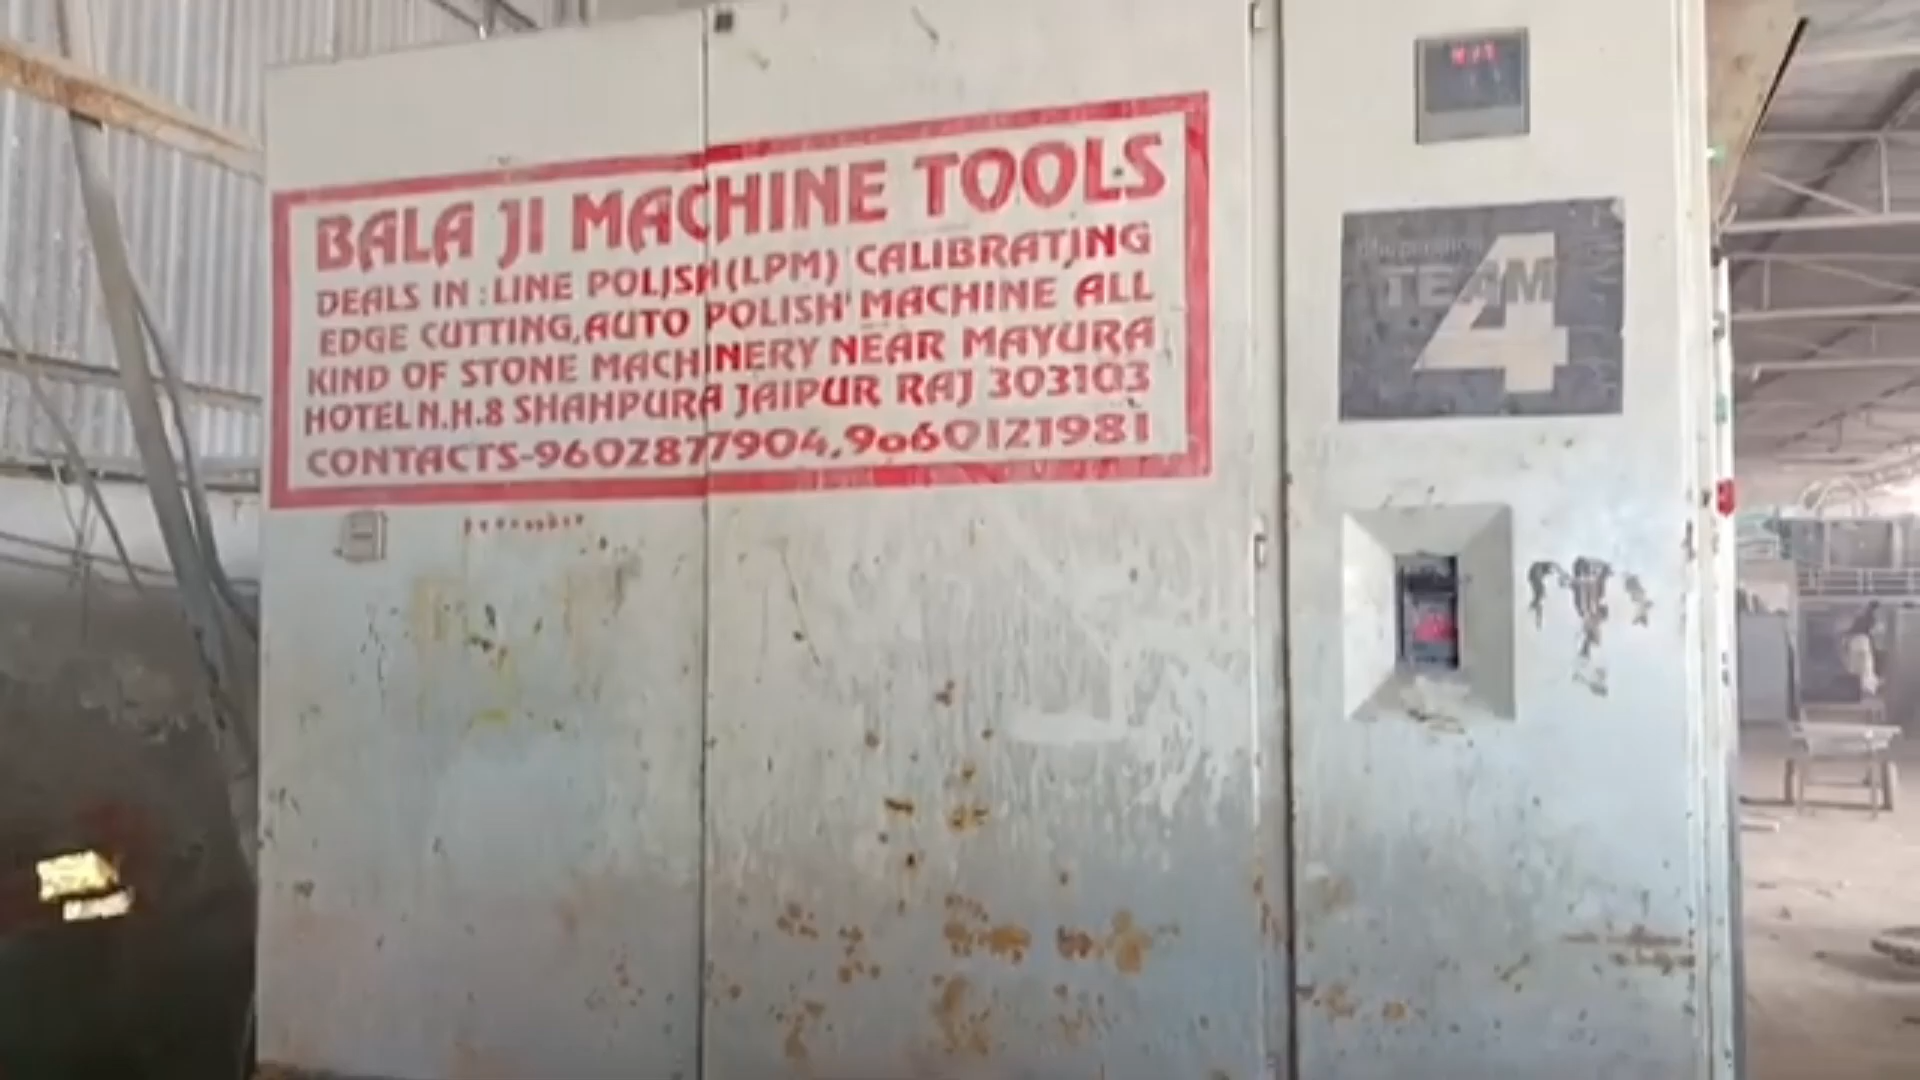 BALA JI MACHINE TOOLS
DEALS IN : LINE POLISH (LPM) CALIBRATING
EDGE CUTTING, AUTO POLISH' MACHINE ALL
KIND OF STONE MACHINERY NEAR MAYURA
HOTEL N.H.8 SHAHPURA JAIPUR RAJ 303103
CONTACTS-9602877904, 9060121981
TEAM
4